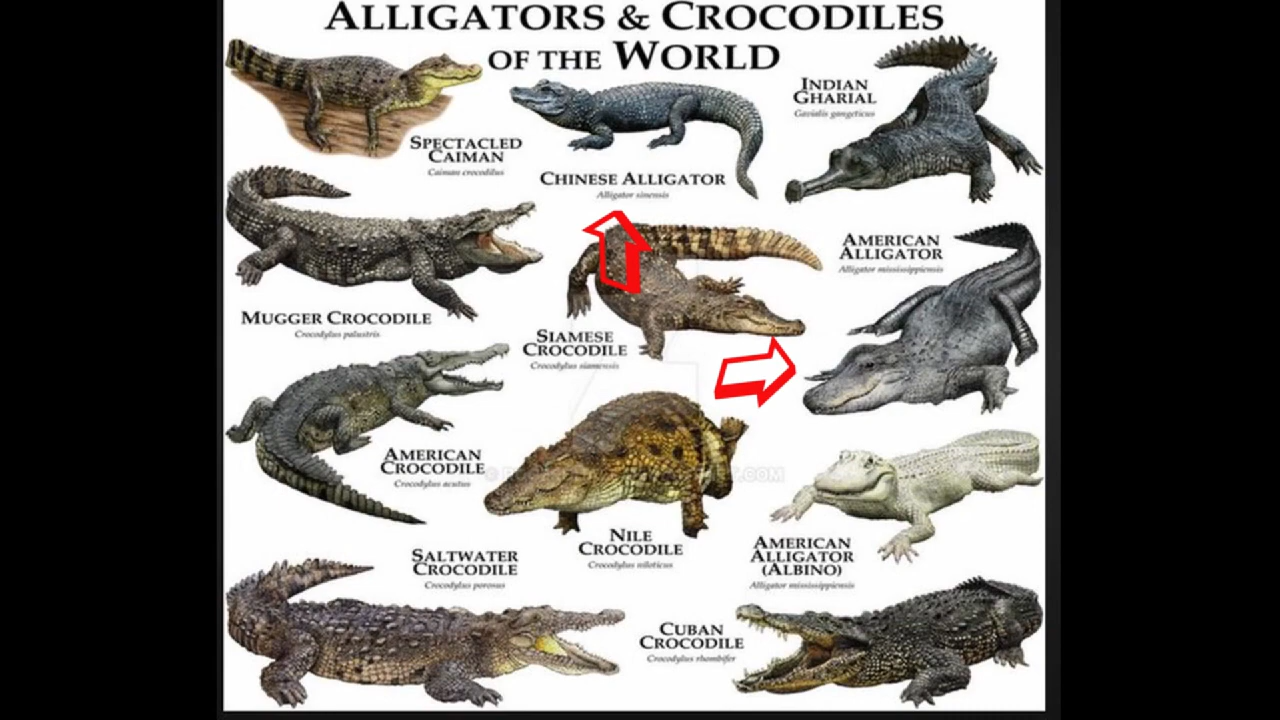 ALLIGATORS & CROCODILES
OF THE WORLD
INDIAN
GHARIAL
Gavialis gangeticus
SPECTACLED
CAIMAN
Caiman crocodilus
CHINESE ALLIGATOR
Alligator sinensis
AMERICAN
ALLIGATOR
Alligator mississippiensis
MUGGER CROCODILE
Crocodylus palustris
SIAMESE
CROCODILE
Crocodylus siamensis
AMERICAN
CROCODILE
Crocodylus acutus
NILE
CROCODILE
Crocodylus niloticus
AMERICAN
ALLIGATOR
(ALBINO)
Alligator mississippiensis
SALTWATER
CROCODILE
Crocodylus porosus
CUBAN
CROCODILE
Crocodylus rhombifer